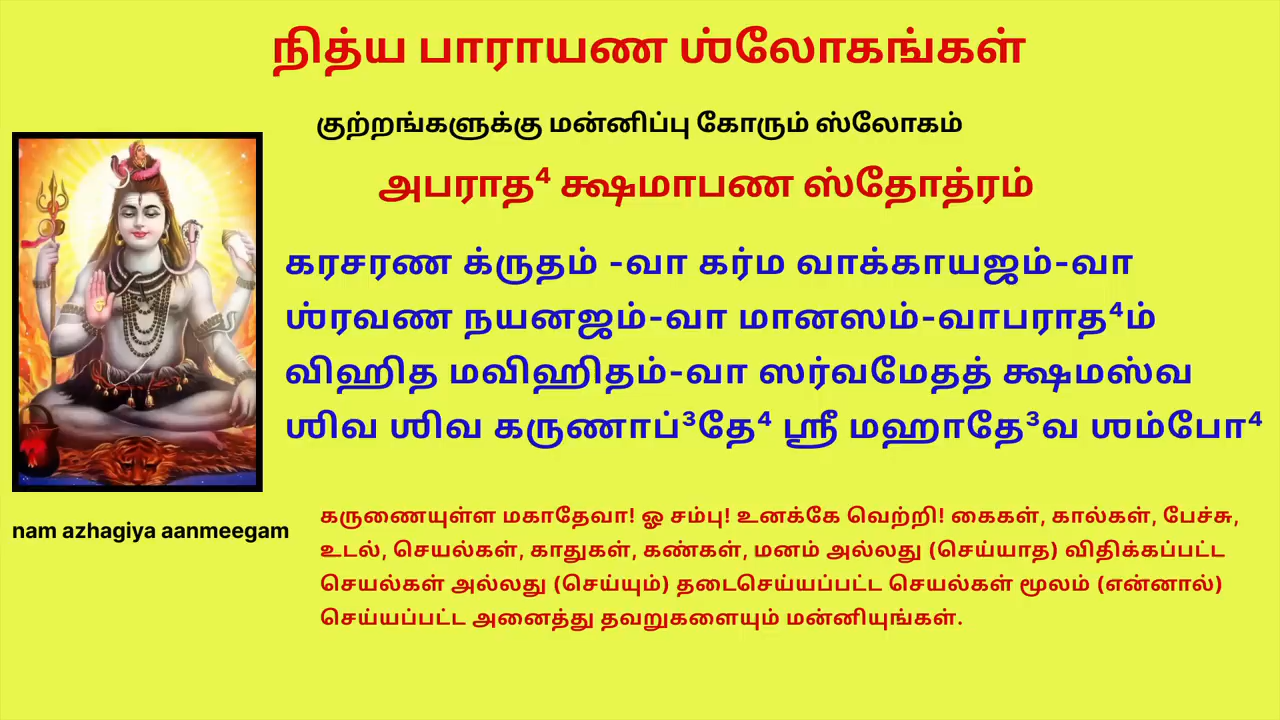 நித்ய பாராயண ஶ்லோகங்கள்
குற்றங்களுக்கு மன்னிப்பு கோரும் ஸ்லோகம்
அபராத⁴ க்ஷமாபண ஸ்தோத்ரம்
கரசரண க்ருதம் -வா கர்ம வாக்காயஜம்-வா
ஶ்ரவண நயனஜம்-வா மானஸம்-வாபராத⁴ம்
விஹித மவிஹிதம்-வா ஸர்வமேதத் க்ஷமஸ்வ
ஶிவ ஶிவ கருணாப்³தே⁴ ஶ்ரீ மஹாதே³வ ஶம்போ⁴
nam azhagiya aanmeegam
கருணையுள்ள மகாதேவா! ஓ சம்பு! உனக்கே வெற்றி! கைகள், கால்கள், பேச்சு,
உடல், செயல்கள், காதுகள், கண்கள், மனம் அல்லது (செய்யாத) விதிக்கப்பட்ட
செயல்கள் அல்லது (செய்யும்) தடைசெய்யப்பட்ட செயல்கள் மூலம் (என்னால்)
செய்யப்பட்ட அனைத்து தவறுகளையும் மன்னியுங்கள்.